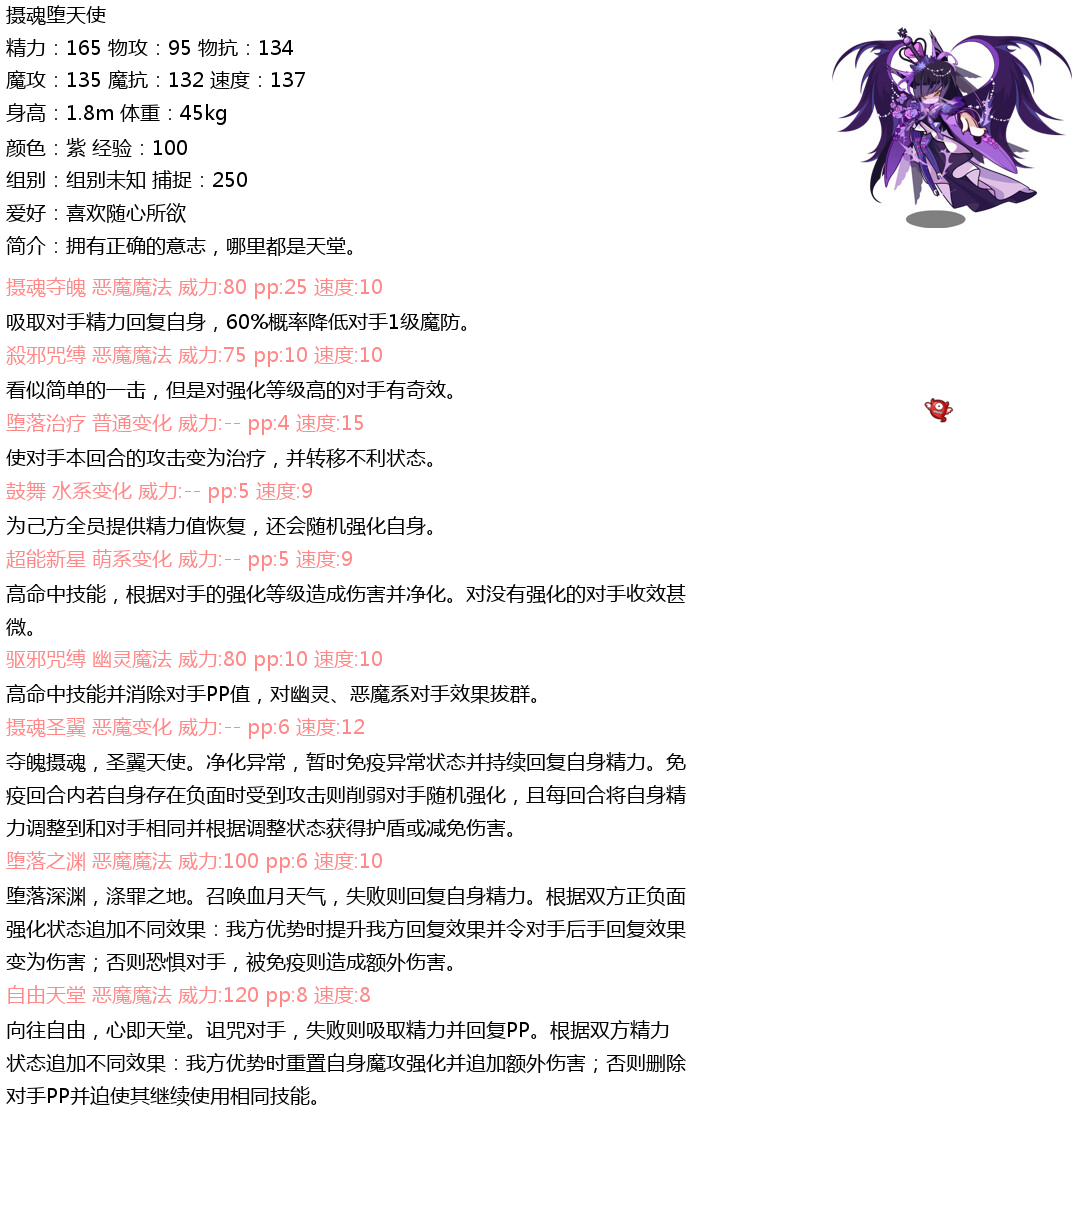 摄魂堕天使
精力：165 物攻：95 物抗：134
魔攻：135 魔抗：132 速度：137
身高：1.8m 体重：45kg
颜色：紫 经验：100
组别：组别未知 捕捉：250
爱好：喜欢随心所欲
简介：拥有正确的意志，哪里都是天堂。
摄魂夺魄 恶魔魔法 威力:80 pp:25 速度:10
吸取对手精力回复自身，60%概率降低对手1级魔防。
殺邪咒缚 恶魔魔法 威力:75 pp:10 速度:10
看似简单的一击，但是对强化等级高的对手有奇效。
堕落治疗 普通变化 威力:-- pp:4 速度:15
使对手本回合的攻击变为治疗，并转移不利状态。
鼓舞 水系变化 威力:-- pp:5 速度:9
为己方全员提供精力值恢复，还会随机强化自身。
超能新星 萌系变化 威力:-- pp:5 速度:9
高命中技能，根据对手的强化等级造成伤害并净化。对没有强化的对手收效甚
微。
驱邪咒缚 幽灵魔法 威力:80 pp:10 速度:10
高命中技能并消除对手PP值，对幽灵、恶魔系对手效果拔群。
摄魂圣翼 恶魔变化 威力:-- pp:6 速度:12
夺魄摄魂，圣翼天使。净化异常，暂时免疫异常状态并持续回复自身精力。免
疫回合内若自身存在负面时受到攻击则削弱对手随机强化，且每回合将自身精
力调整到和对手相同并根据调整状态获得护盾或减免伤害。
堕落之渊 恶魔魔法 威力:100 pp:6 速度:10
堕落深渊，涤罪之地。召唤血月天气，失败则回复自身精力。根据双方正负面
强化状态追加不同效果：我方优势时提升我方回复效果并令对手后手回复效果
变为伤害；否则恐惧对手，被免疫则造成额外伤害。
自由天堂 恶魔魔法 威力:120 pp:8 速度:8
向往自由，心即天堂。诅咒对手，失败则吸取精力并回复PP。根据双方精力
状态追加不同效果：我方优势时重置自身魔攻强化并追加额外伤害；否则删除
对手PP并迫使其继续使用相同技能。